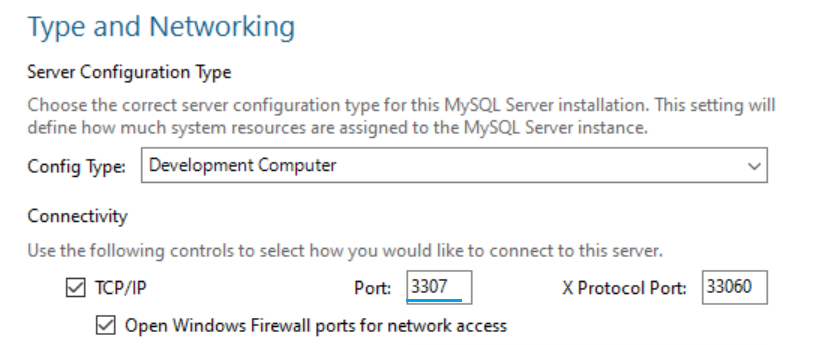 Type and Networking
Server Configuration Type
Choose the correct server configuration type for this MySQL Server installation. This setting will
define how much system resources are assigned to the MySQL Server instance.
Config Type: Development Computer
Connectivity
Use the following controls to select how you would like to connect to this server.
TCP/IP Port: 3307 X Protocol Port: 33060
Open Windows Firewall ports for network access